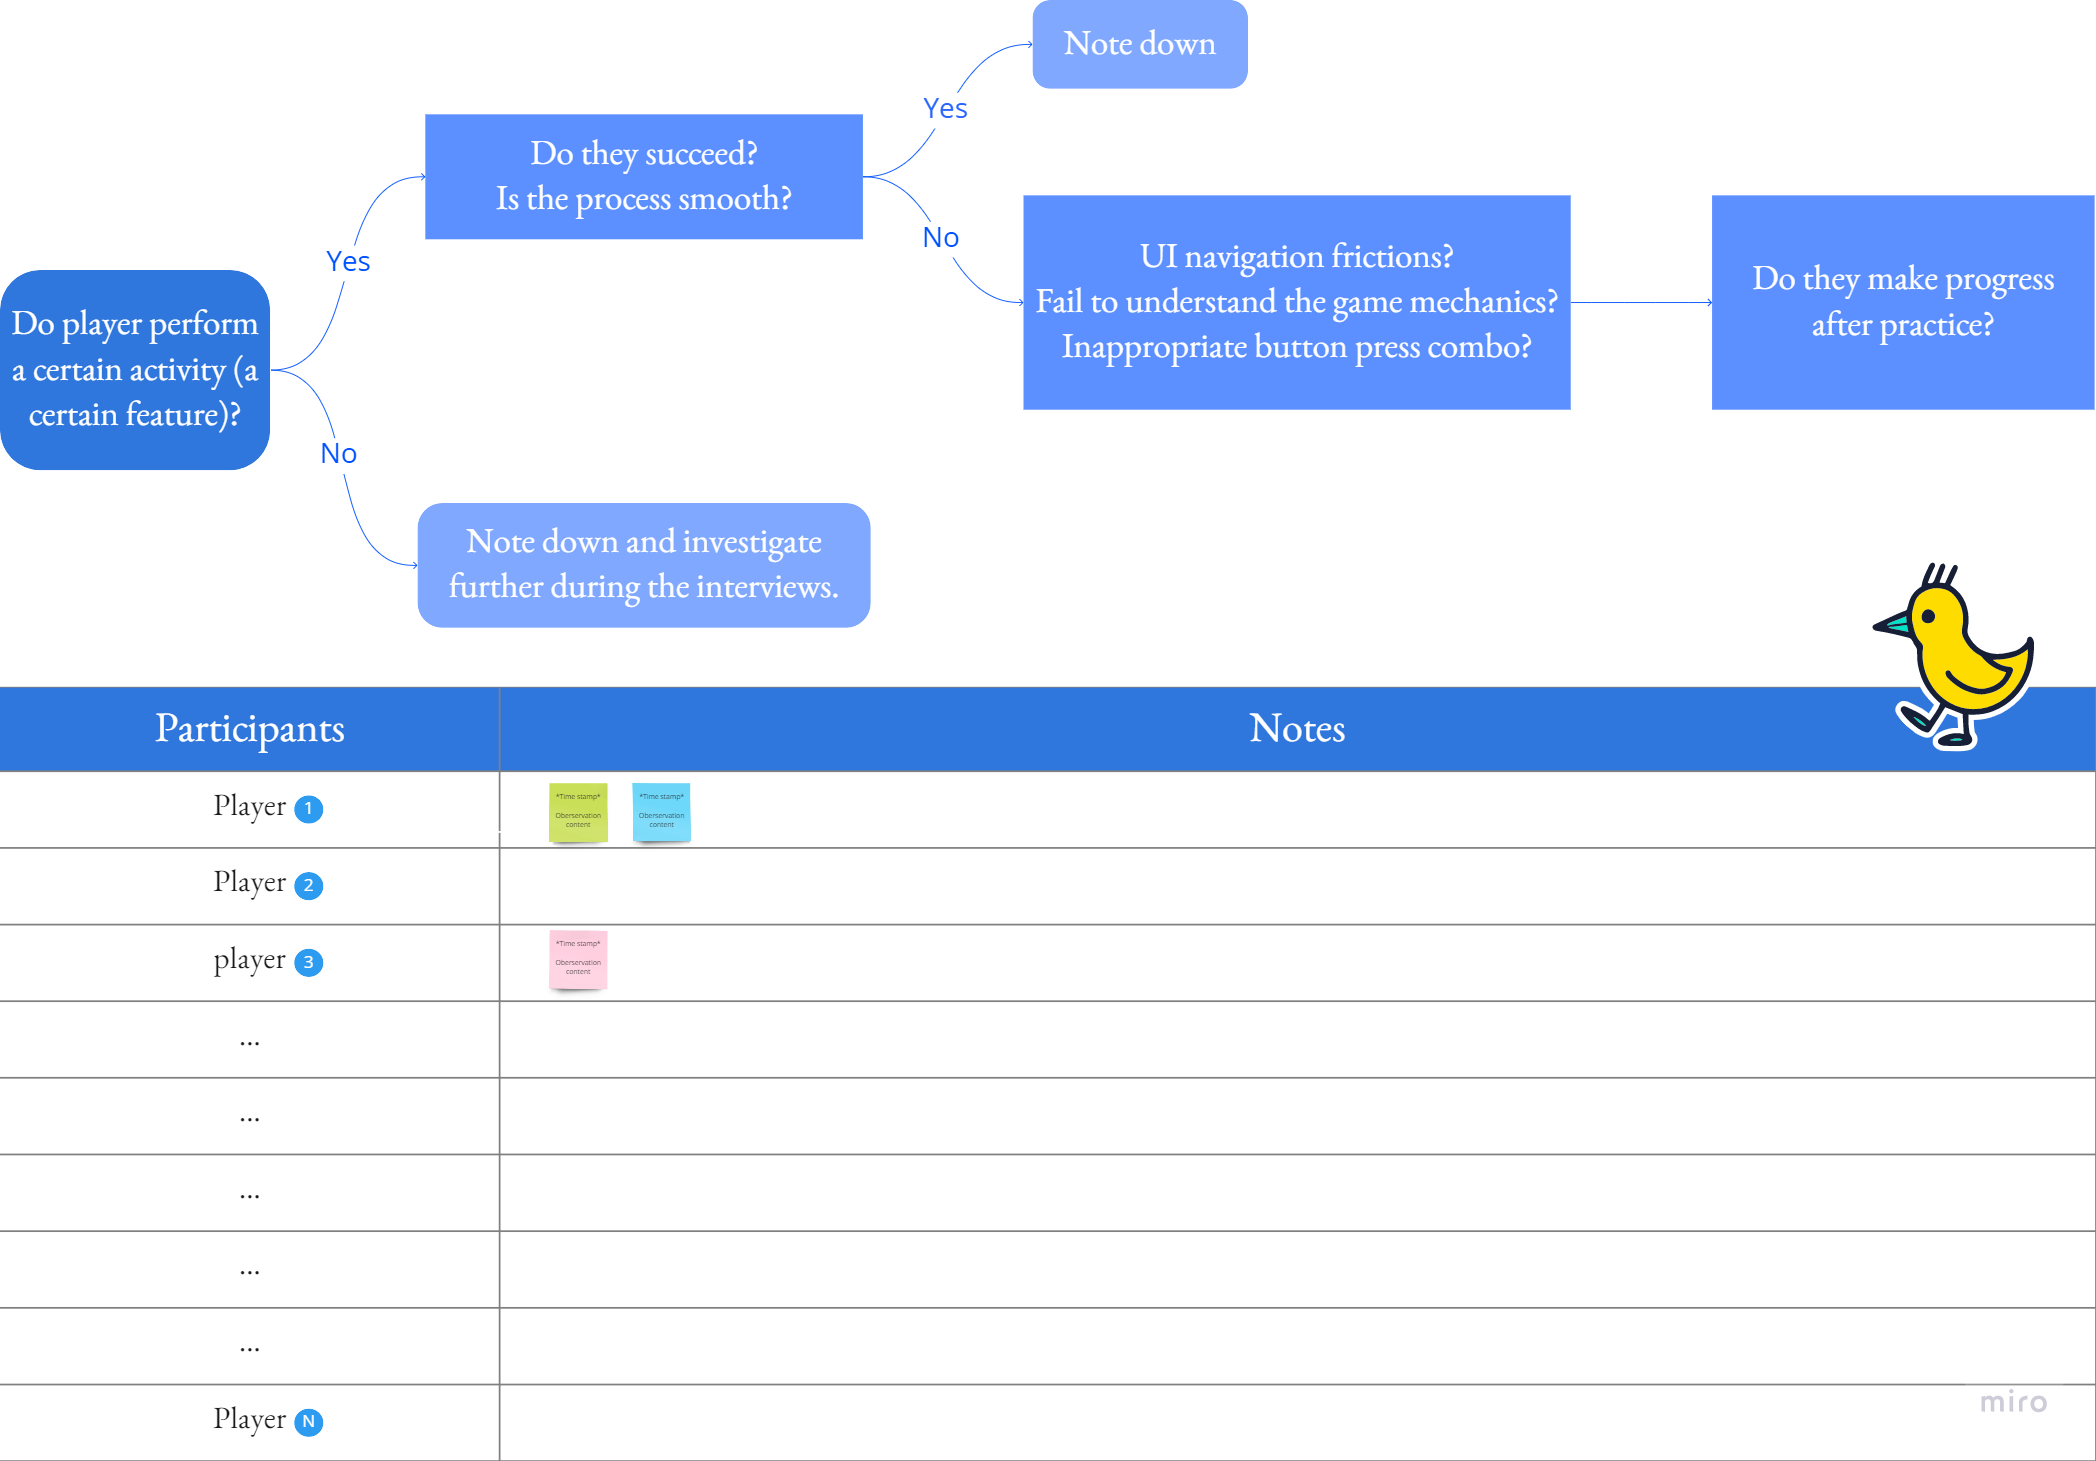 Note down
Yes
Do they succeed?
Is the process smooth?
No
UI navigation frictions?
Fail to understand the game mechanics?
Inappropriate button press combo?
Do they make progress
after practice?
Yes
Do player perform
a certain activity (a
certain feature)?
No
Note down and investigate
further during the interviews.
Participants
Notes
Player 1
*Time stamp*
Oberservation
content
*Time stamp*
Oberservation
content
Player 2
player 3
*Time stamp*
Oberservation
content
...
...
...
...
...
Player N
miro